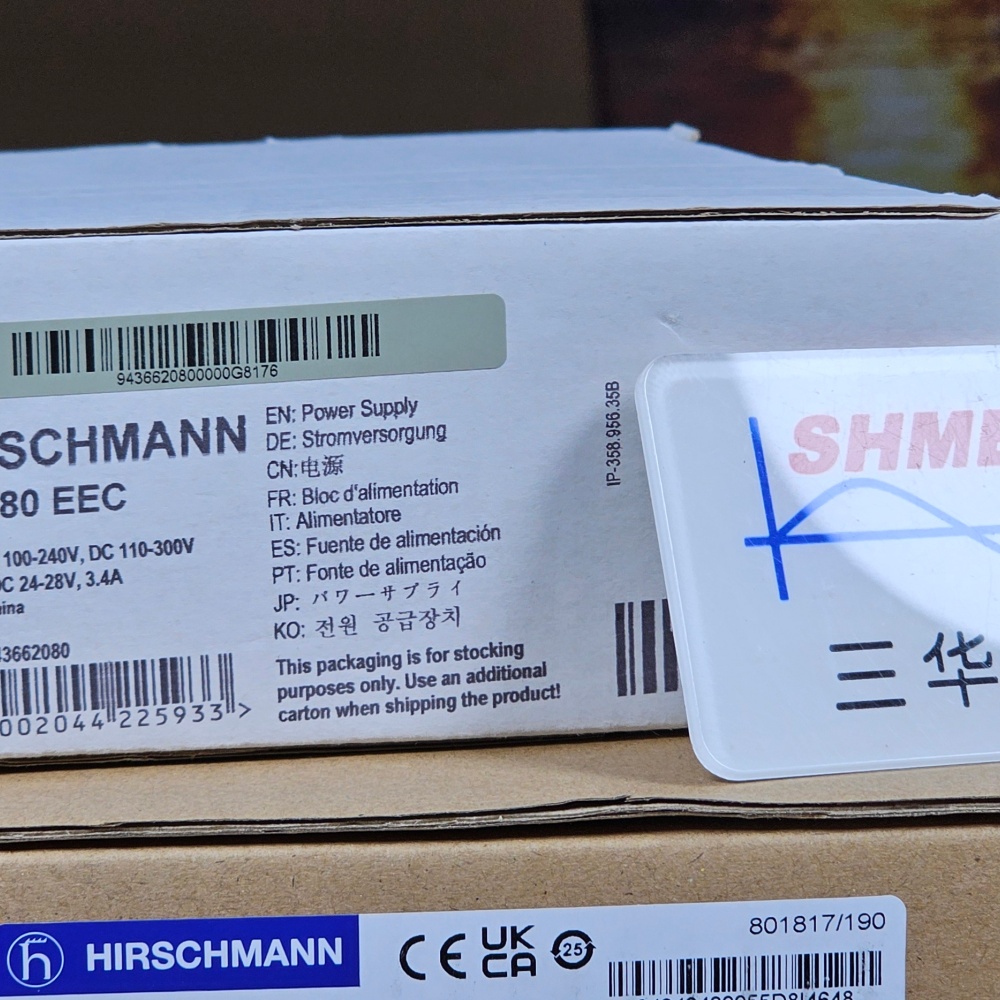 9436620800000G8176
SCHMANN
80 EEC
100-240V, DC 110-300V
C 24-28V, 3.4A
ina
3662080
002044 225933 >
EN: Power Supply
DE: Stromversorgung
CN:电源
FR: Bloc d'alimentation
IT: Alimentatore
ES: Fuente de alimentación
PT: Fonte de alimentação
JP: パワーサプライ
KO: 전원 공급장치
This packaging is for stocking
purposes only. Use an additional
carton when shipping the product!
IP-358.956.35B
SHME
三华
HIRSCHMANN
CE
UK
CA
25
801817/190